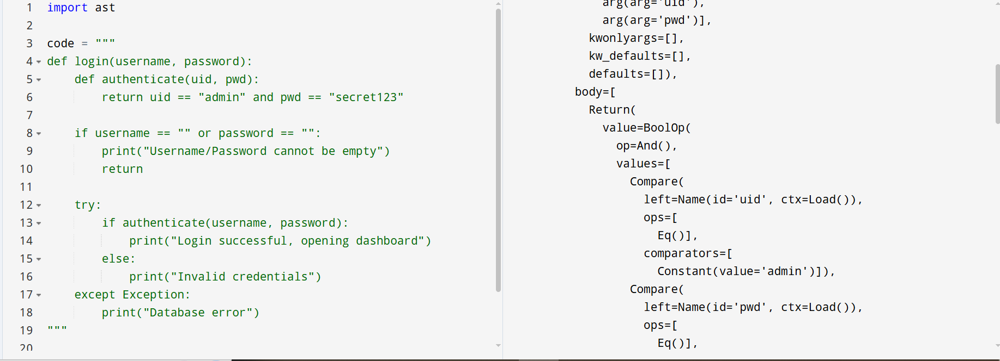 1 import ast
2
3 code = """
4 def login(username, password):
5     def authenticate(uid, pwd):
6         return uid == "admin" and pwd == "secret123"
7
8     if username == "" or password == "":
9         print("Username/Password cannot be empty")
10         return
11
12     try:
13         if authenticate(username, password):
14             print("Login successful, opening dashboard")
15         else:
16             print("Invalid credentials")
17     except Exception:
18         print("Database error")
19 """
20
arg(arg='uid'),
arg(arg='pwd')],
kwonlyargs=[],
kw_defaults=[],
defaults=[]),
body=[
Return(
value=BoolOp(
op=And(),
values=[
Compare(
left=Name(id='uid', ctx=Load()),
ops=[
Eq()],
comparators=[
Constant(value='admin')]),
Compare(
left=Name(id='pwd', ctx=Load()),
ops=[
Eq()],